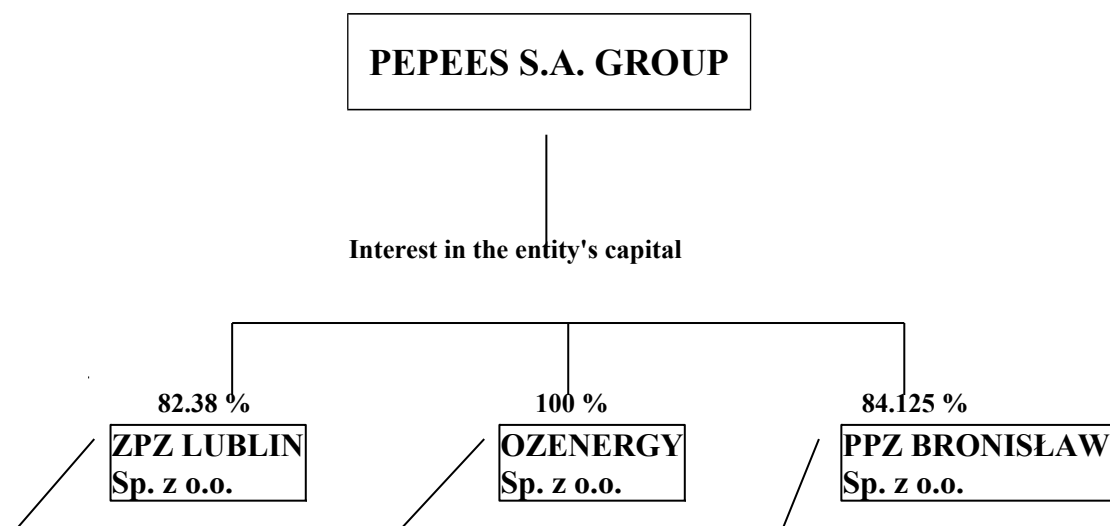 PEPEES S.A. GROUP
Interest in the entity's capital
82.38 %
100 %
84.125 %
ZPZ LUBLIN
Sp. z o.o.
OZENERGY
Sp. z o.o.
PPZ BRONISŁAW
Sp. z o.o.